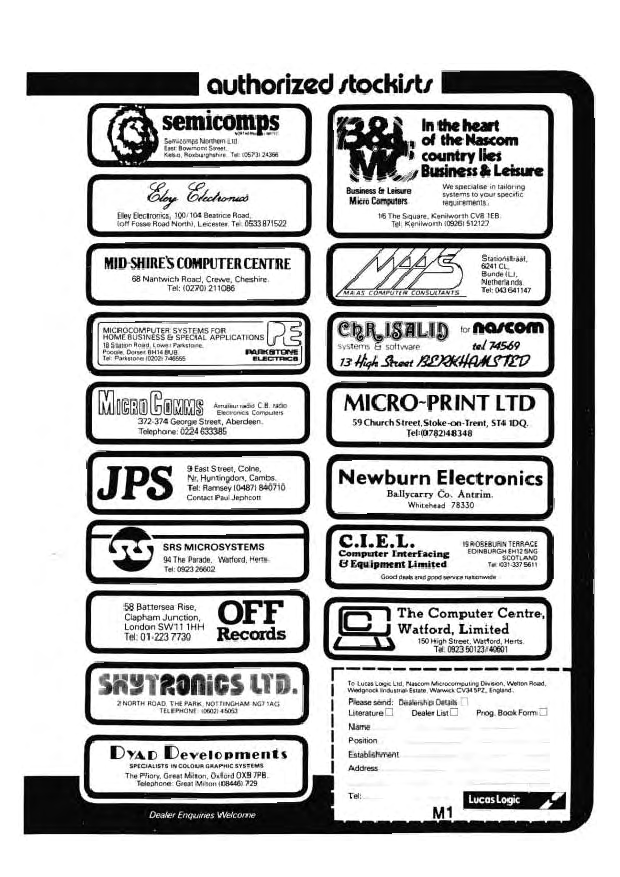 authorized stockists
semicomps
NORTHERN LIMITED
Semicomps Northern Ltd.
East Bowmont Street,
Kelso, Roxburghshire. Tel: (0573) 24366
Eley Electronics
Eley Electronics, 100/104 Beatrice Road,
(off Fosse Road North), Leicester. Tel: 0533 871522
MID-SHIRE'S COMPUTER CENTRE
68 Nantwich Road, Crewe, Cheshire.
Tel: (0270) 211086
MICROCOMPUTER SYSTEMS FOR
HOME BUSINESS & SPECIAL APPLICATIONS
18 Station Road, Lower Parkstone,
Poole, Dorset BH14 8UB
Tel: Parkstone (0202) 746555
PE
PARKSTONE
ELECTRICS
MICROCOMMS
Amateur radio C.B. radio
Electronics Computers
372-374 George Street, Aberdeen.
Telephone: 0224 633385
JPS
9 East Street, Colne,
Nr, Huntingdon, Cambs.
Tel: Ramsey (0487) 840710
Contact Paul Jephcott
SRS
SRS MICROSYSTEMS
94 The Parade, Watford, Herts.
Tel: 0923 26602
58 Battersea Rise,
Clapham Junction,
London SW11 1HH
Tel: 01-223 7730
OFF
Records
SKYTRONICS LTD.
2 NORTH ROAD, THE PARK, NOTTINGHAM NG7 1AG
TELEPHONE (0602) 45053
DYAD Developments
SPECIALISTS IN COLOUR GRAPHIC SYSTEMS
The Priory, Great Milton, Oxford OX9 7PB.
Telephone: Great Milton (08446) 729
Dealer Enquiries Welcome
B&L
MC
In the heart
of the Nascom
country lies
Business & Leisure
Business & Leisure
Micro Computers
We specialise in tailoring
systems to your specific
requirements.
16 The Square, Kenilworth CV8 1EB.
Tel: Kenilworth (0926) 512127
MAAS
MAAS COMPUTER CONSULTANTS
Stationstraat,
6241 CL,
Bunde (L),
Netherlands.
Tel: 043 641147
CHRISALID for nascom
systems & software tel 74569
13 High Street BERKHAMSTED
MICRO-PRINT LTD
59 Church Street, Stoke-on-Trent, ST4 1DQ.
Tel: (0782) 48348
Newburn Electronics
Ballycarry Co. Antrim.
Whitehead 78330
C.I.E.L.
Computer Interfacing
& Equipment Limited
19 ROSEBURN TERRACE
EDINBURGH EH12 5NG
SCOTLAND
Tel: 031-337 5611
Good deals and good service nationwide
The Computer Centre,
Watford, Limited
150 High Street, Watford, Herts.
Tel: 0923 50123/40601
To Lucas Logic Ltd, Nascom Microcomputing Division, Welton Road,
Wedgnock Industrial Estate, Warwick CV34 5PZ, England.
Please send: Dealership Details
Literature Dealer List Prog. Book Form
Name
Position
Establishment
Address
Tel:
Lucas Logic
M1